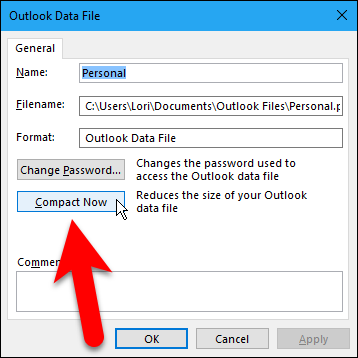 Outlook Data File
General
Name: Personal
Filename: C:\Users\Lori\Documents\Outlook Files\Personal.p
Format: Outlook Data File
Change Password... Changes the password used to
access the Outlook data file
Compact Now Reduces the size of your Outlook
data file
Commen
OK Cancel Apply